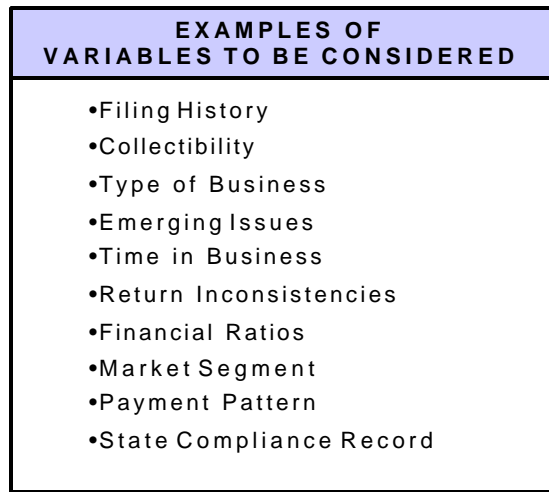 EXAMPLES OF
VARIABLES TO BE CONSIDERED
•Filing History
•Collectibility
•Type of Business
•Emerging Issues
•Time in Business
•Return Inconsistencies
•Financial Ratios
•Market Segment
•Payment Pattern
•State Compliance Record